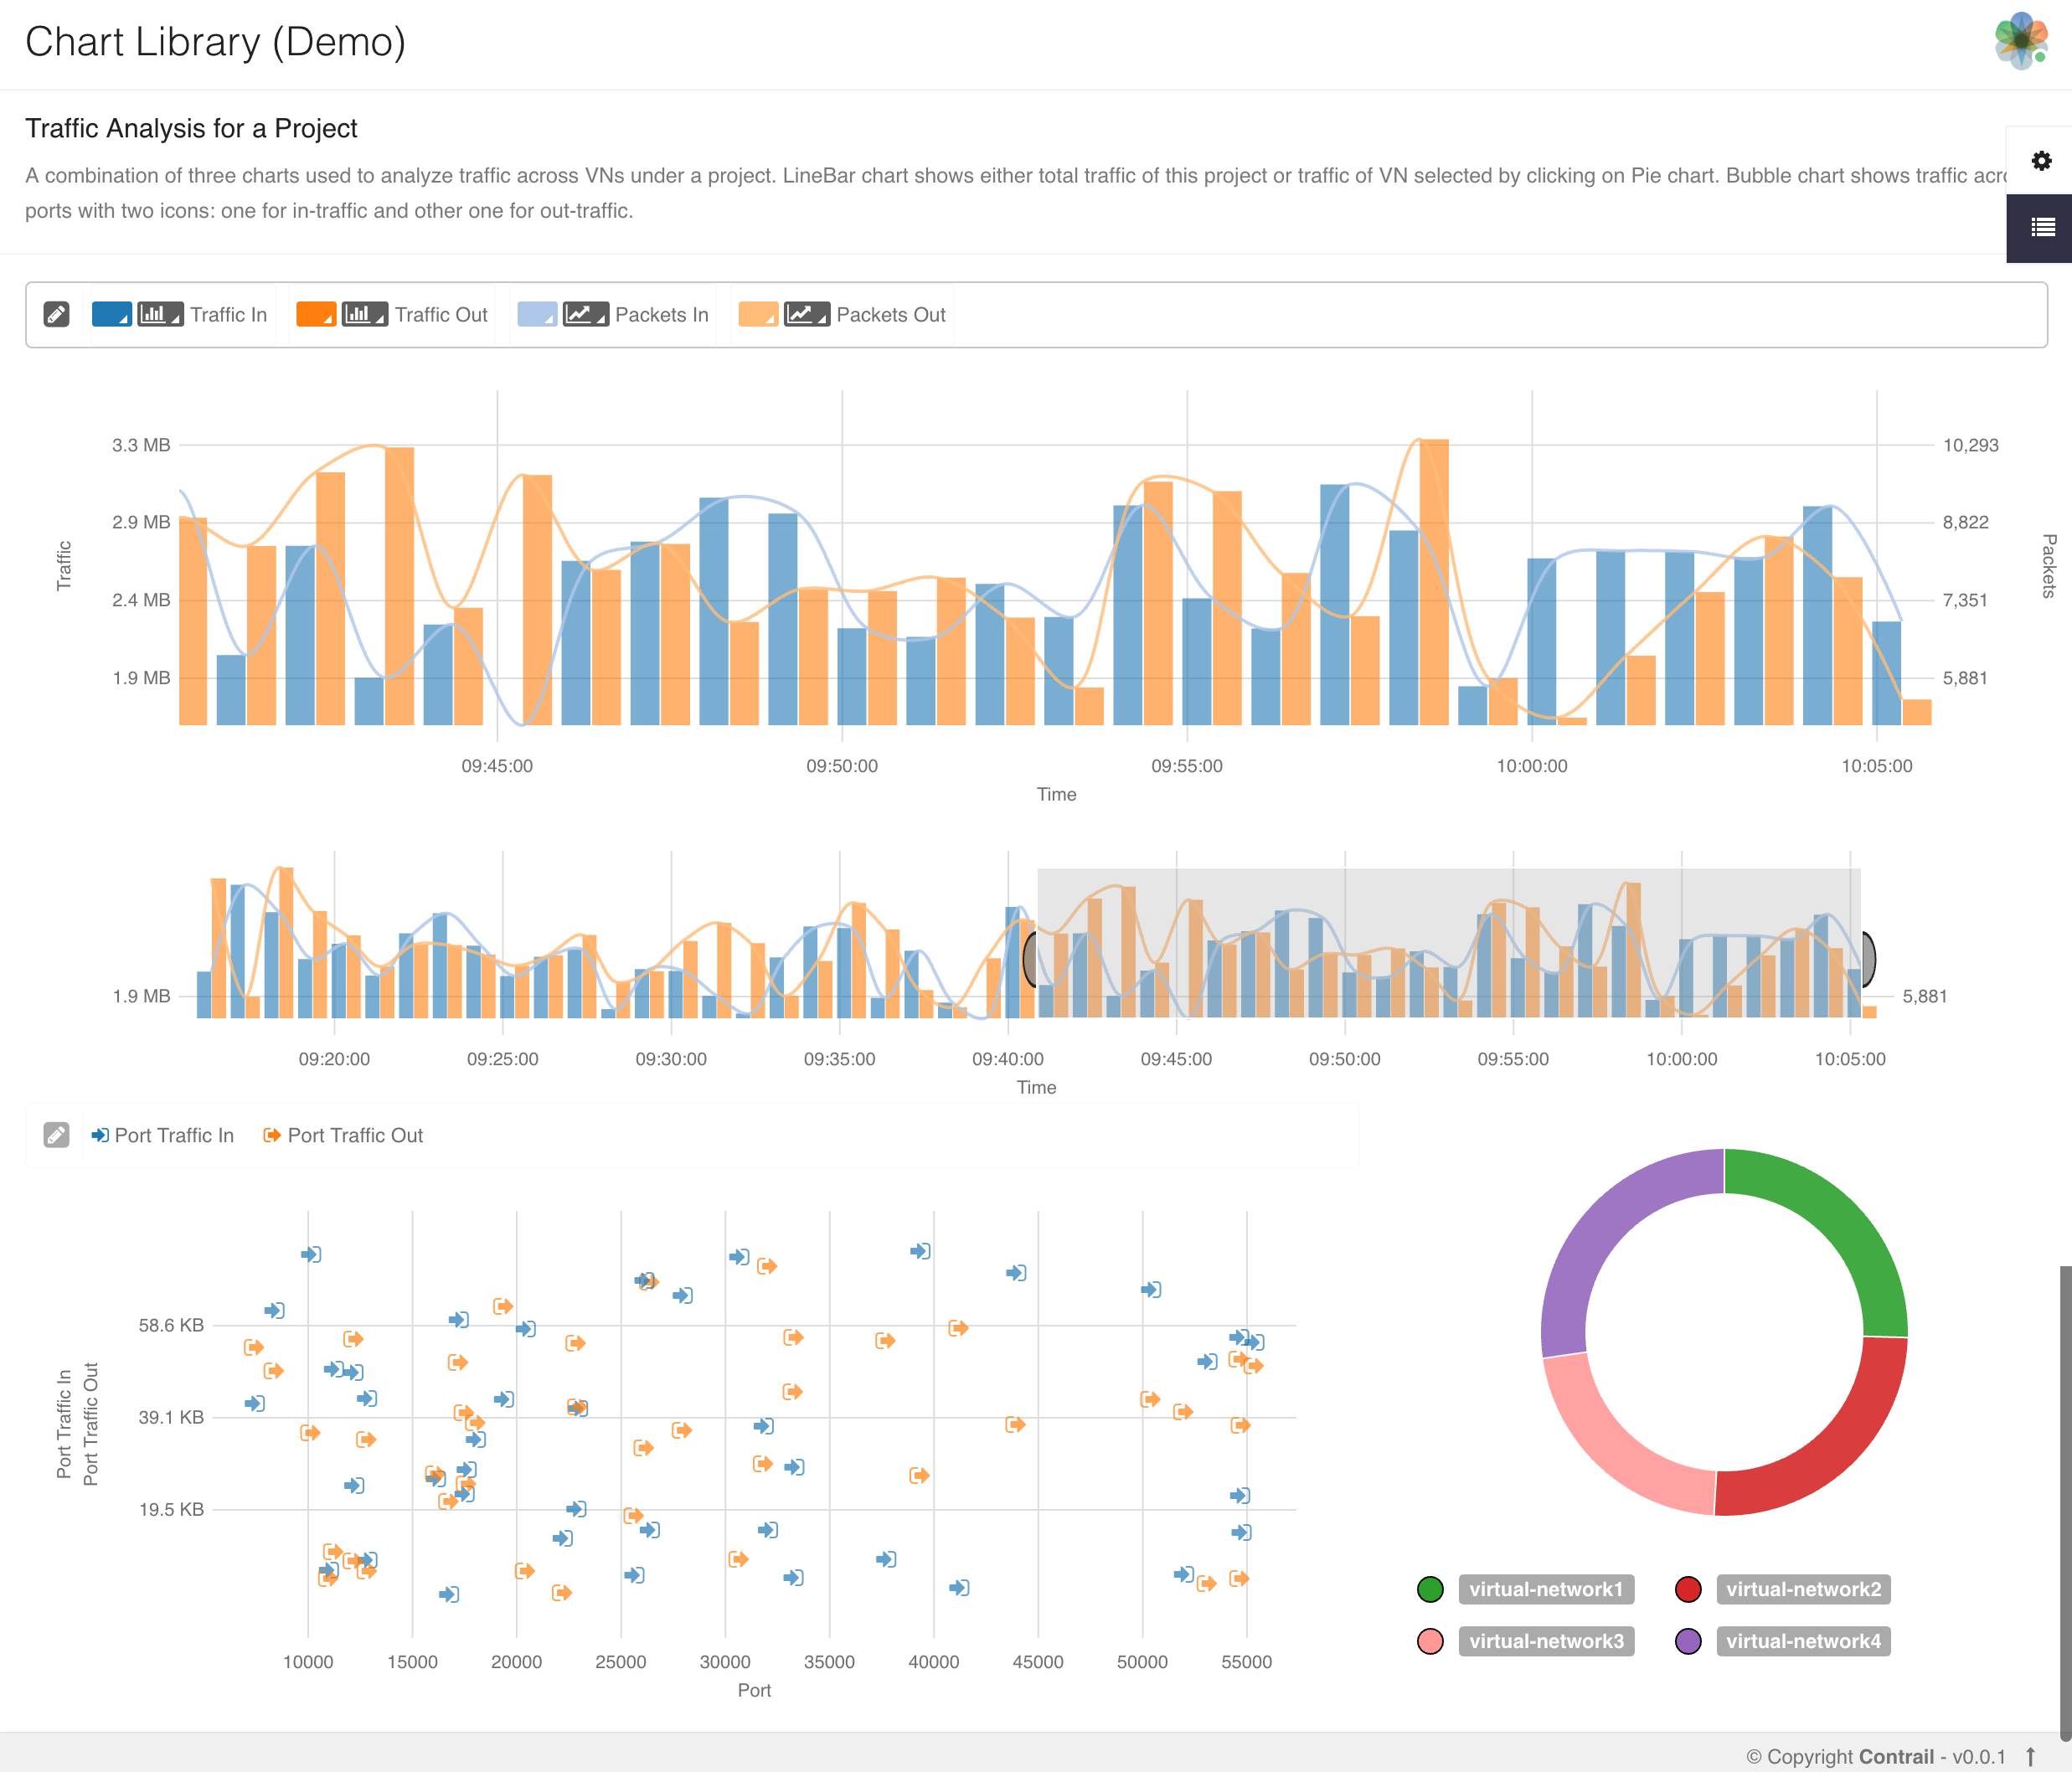 Chart Library (Demo)
Traffic Analysis for a Project
A combination of three charts used to analyze traffic across VNs under a project. LineBar chart shows either total traffic of this project or traffic of VN selected by clicking on Pie chart. Bubble chart shows traffic
ports with two icons: one for in-traffic and other one for out-traffic.
Traffic In Traffic Out Packets In Packets Out
3.3 MB 10,293
2.9 MB 8,822
2.4 MB 7,351
1.9 MB 5,881
Traffic
Packets
09:45:00 09:50:00 09:55:00 10:00:00 10:05:00
Time
1.9 MB 5,881
09:20:00 09:25:00 09:30:00 09:35:00 09:40:00 09:45:00 09:50:00 09:55:00 10:00:00 10:05:00
Time
Port Traffic In Port Traffic Out
58.6 KB
39.1 KB
19.5 KB
Port Traffic In
Port Traffic Out
10000 15000 20000 25000 30000 35000 40000 45000 50000 55000
Port
virtual-network1 virtual-network2
virtual-network3 virtual-network4
© Copyright Contrail - v0.0.1